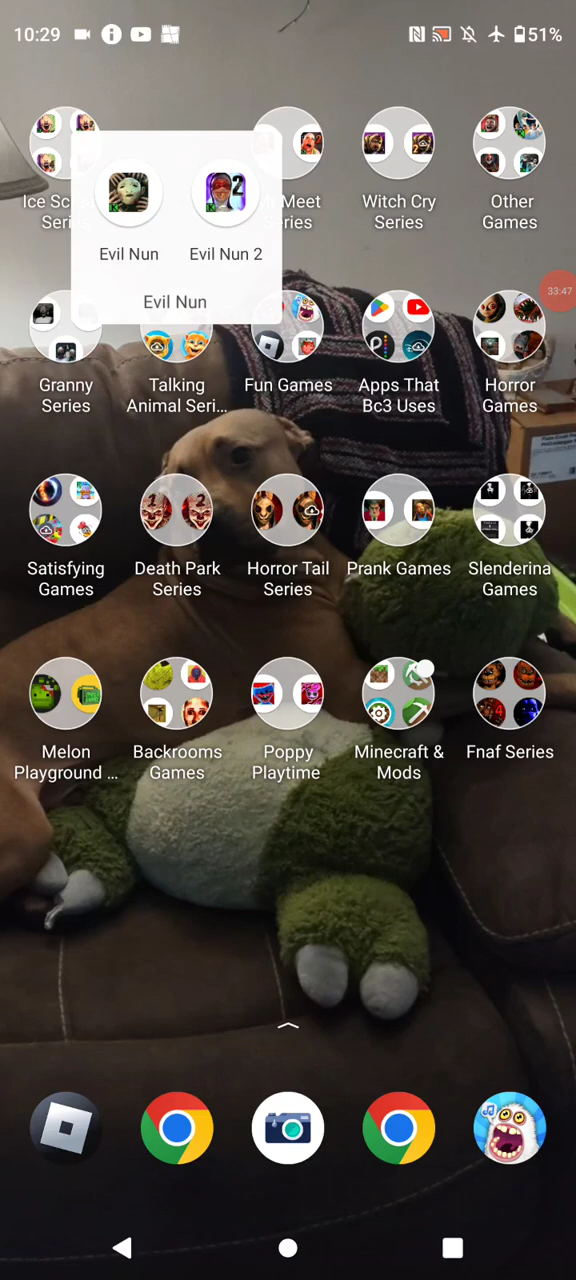 10:29
51%
Ice Sc
Seri
Meet
Series
Witch Cry
Series
Other
Games
Evil Nun
Evil Nun 2
Evil Nun
33:47
Granny
Series
Talking
Animal Seri...
Fun Games
Apps That
Bc3 Uses
Horror
Games
Satisfying
Games
Death Park
Series
Horror Tail
Series
Prank Games
Slenderina
Games
Melon
Playground ...
Backrooms
Games
Poppy
Playtime
Minecraft &
Mods
Fnaf Series